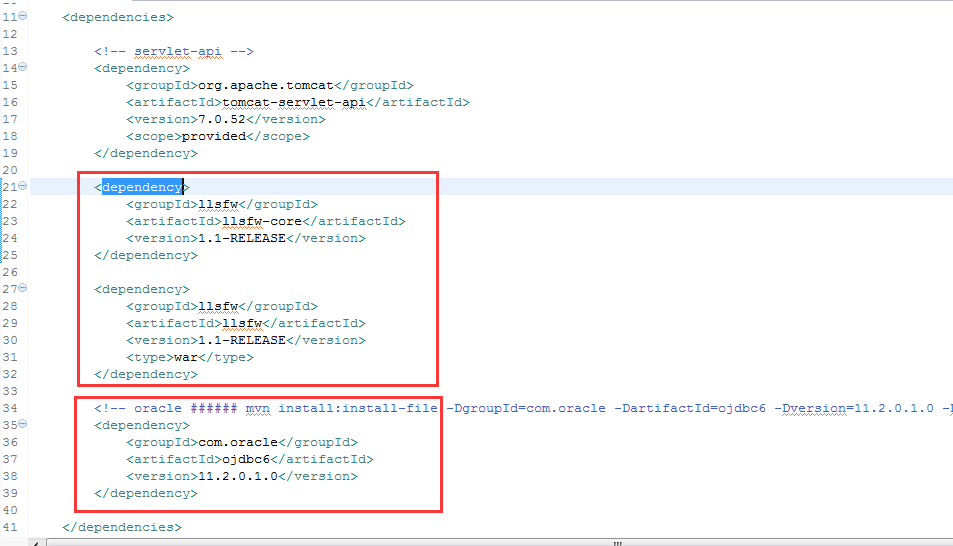 11 <dependencies>
12
13 <!-- servlet-api -->
14 <dependency>
15 <groupId>org.apache.tomcat</groupId>
16 <artifactId>tomcat-servlet-api</artifactId>
17 <version>7.0.52</version>
18 <scope>provided</scope>
19 </dependency>
20
21 <dependency>
22 <groupId>llsfw</groupId>
23 <artifactId>llsfw-core</artifactId>
24 <version>1.1-RELEASE</version>
25 </dependency>
26
27 <dependency>
28 <groupId>llsfw</groupId>
29 <artifactId>llsfw</artifactId>
30 <version>1.1-RELEASE</version>
31 <type>war</type>
32 </dependency>
33
34 <!-- oracle ###### mvn install:install-file -DgroupId=com.oracle -DartifactId=ojdbc6 -Dversion=11.2.0.1.0
35 <dependency>
36 <groupId>com.oracle</groupId>
37 <artifactId>ojdbc6</artifactId>
38 <version>11.2.0.1.0</version>
39 </dependency>
40
41 </dependencies>